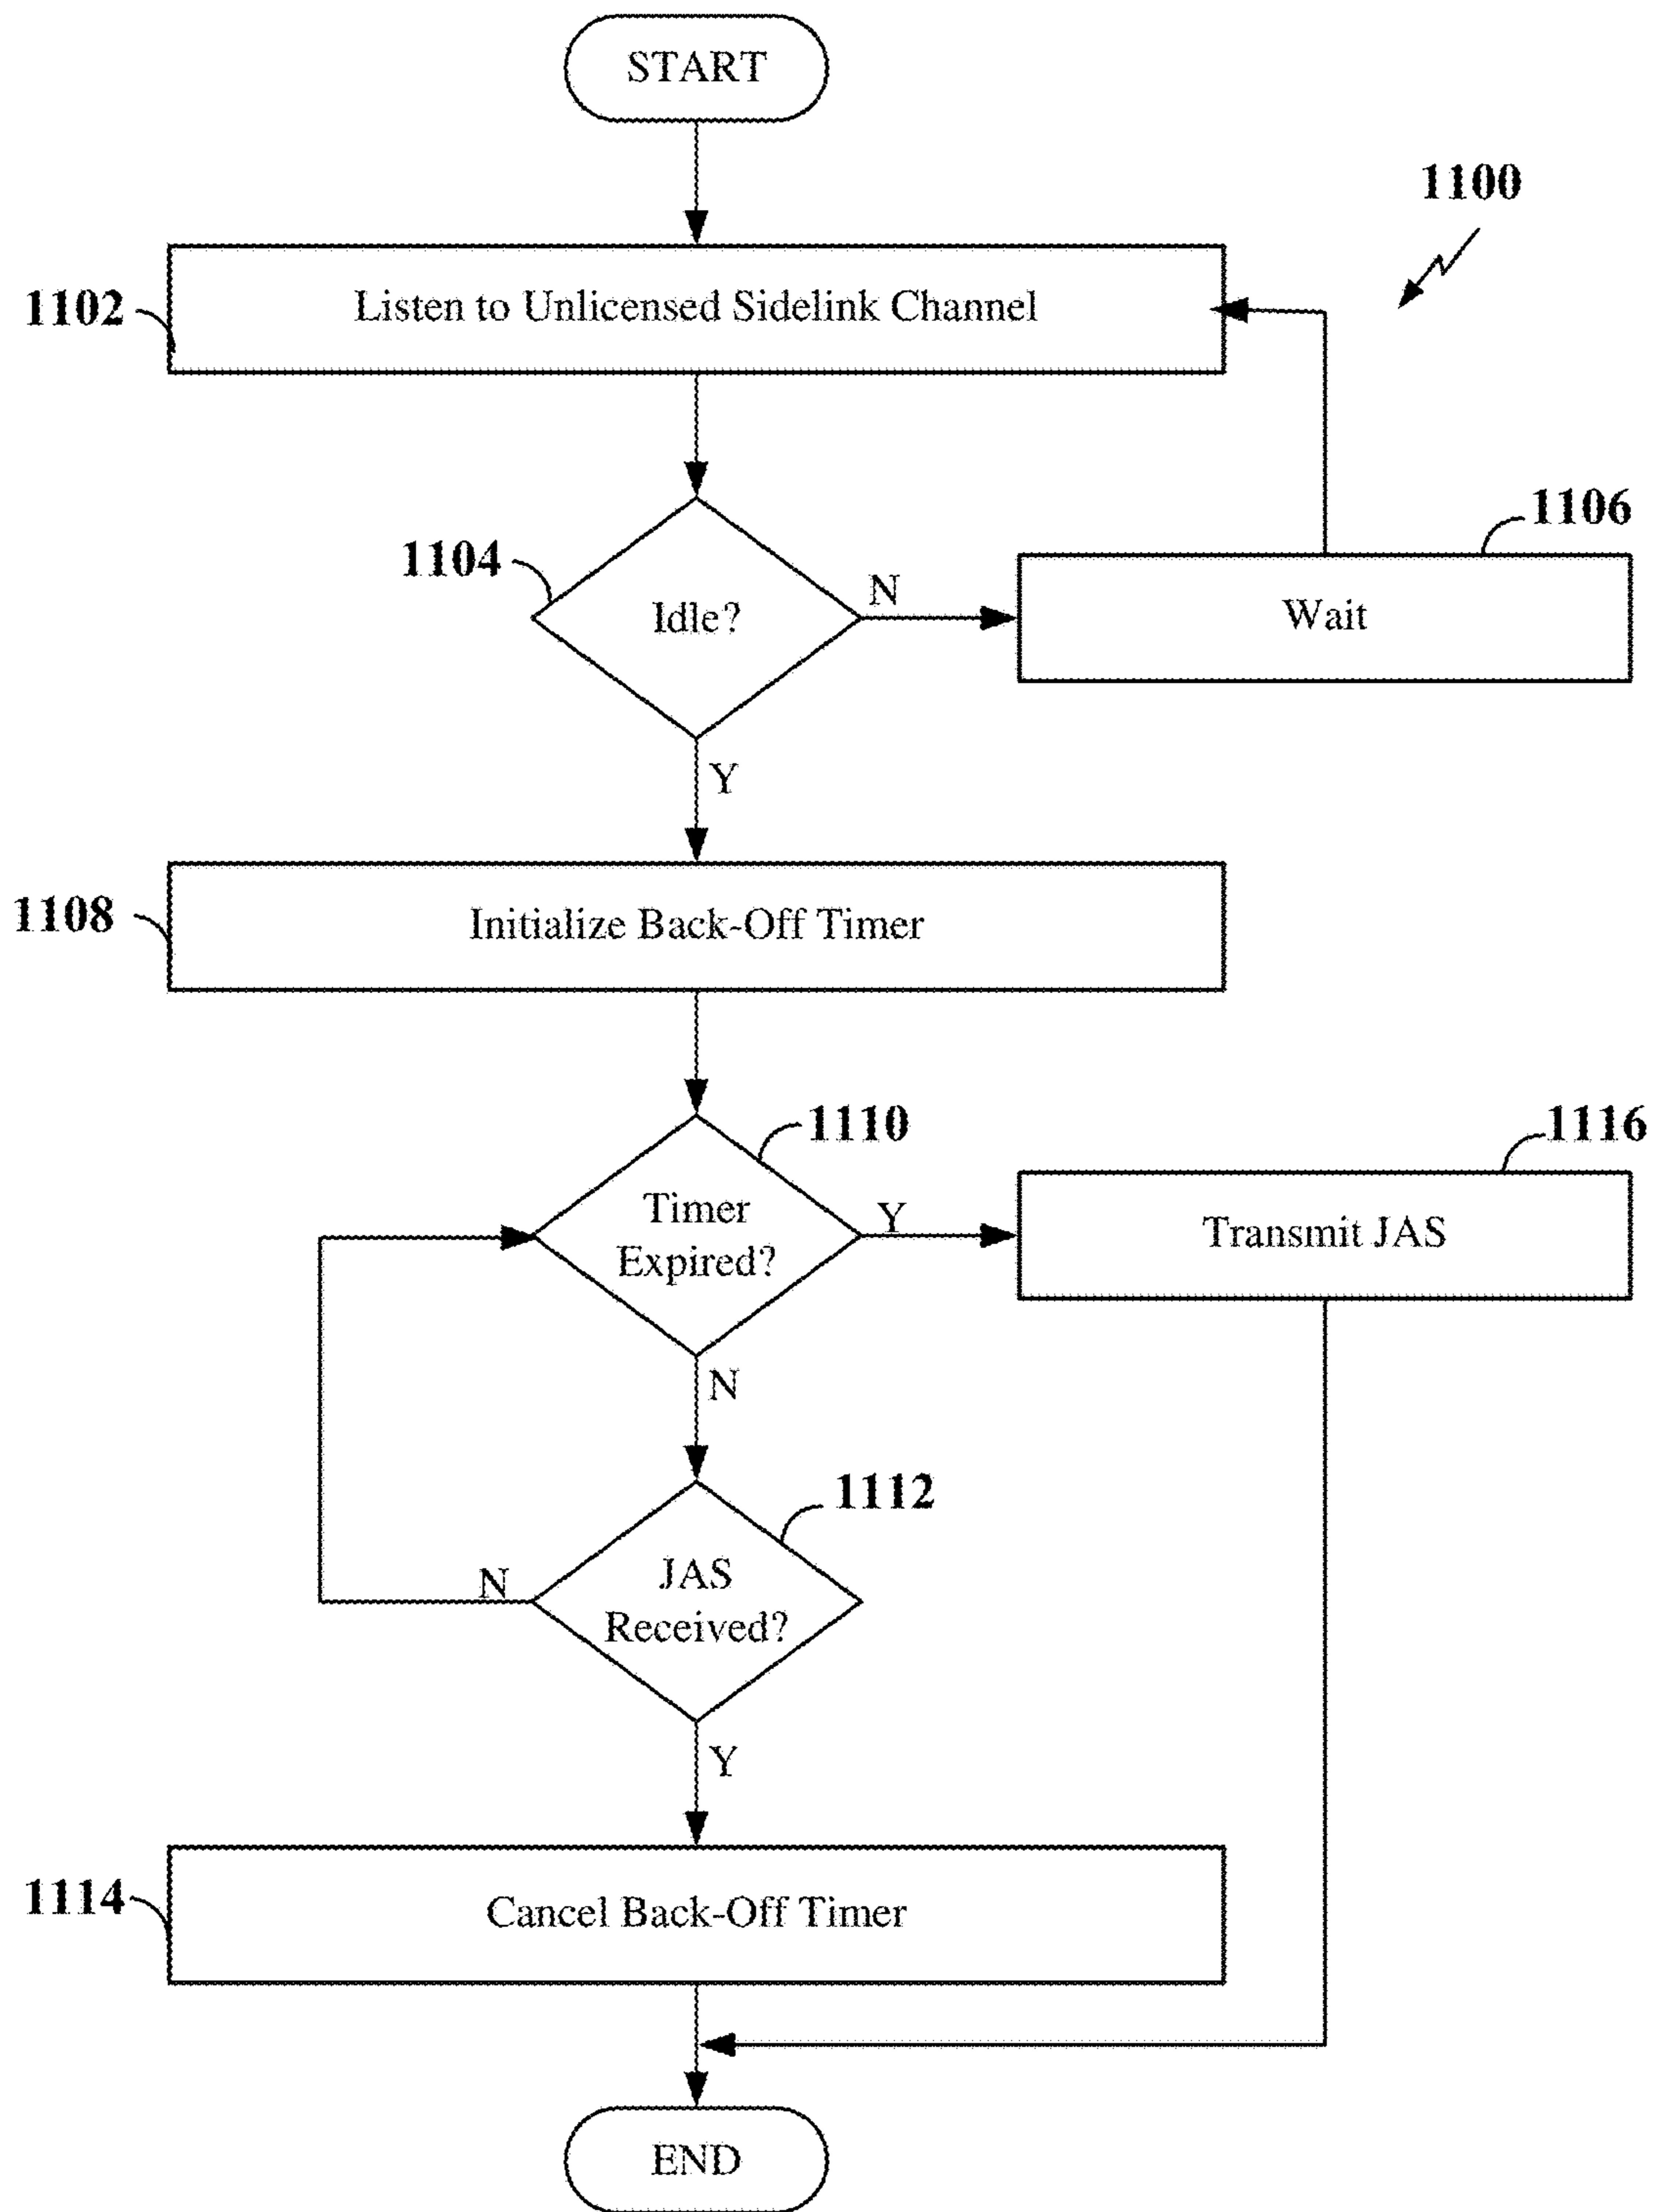 START
1100
1102
Listen to Unlicensed Sidelink Channel
1106
1104
Idle?
N
Wait
Y
1108
Initialize Back-Off Timer
1110
1116
Timer
Expired?
Y
Transmit JAS
N
1112
JAS
Received?
N
Y
1114
Cancel Back-Off Timer
END